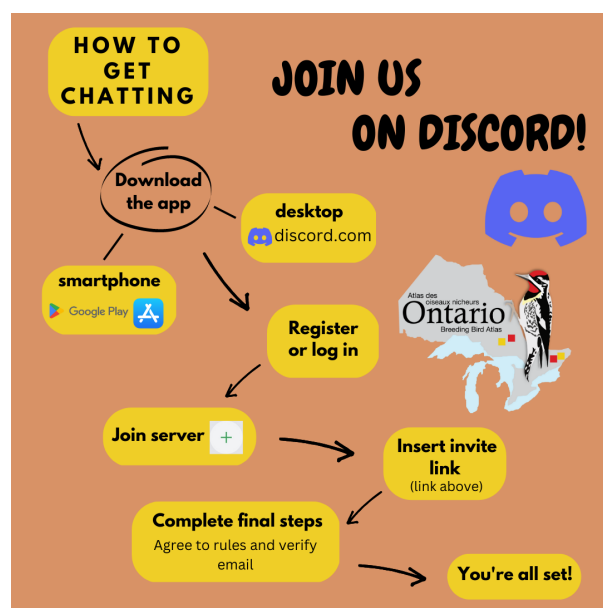 HOW TO
GET
CHATTING
JOIN US
ON DISCORD!
Download
the app
desktop
discord.com
smartphone
Google Play
Atlas des
oiseaux nicheurs
Ontario
Breeding Bird Atlas
Register
or log in
Join server +
Insert invite
link
(link above)
Complete final steps
Agree to rules and verify
email
You're all set!